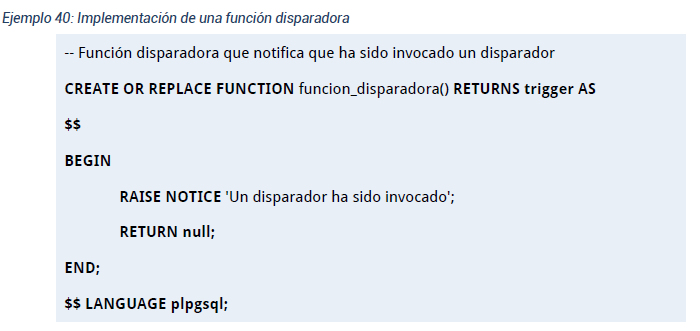 Ejemplo 40: Implementación de una función disparadora
-- Función disparadora que notifica que ha sido invocado un disparador
CREATE OR REPLACE FUNCTION funcion_disparadora() RETURNS trigger AS
$$
BEGIN
RAISE NOTICE 'Un disparador ha sido invocado';
RETURN null;
END;
$$ LANGUAGE plpgsql;